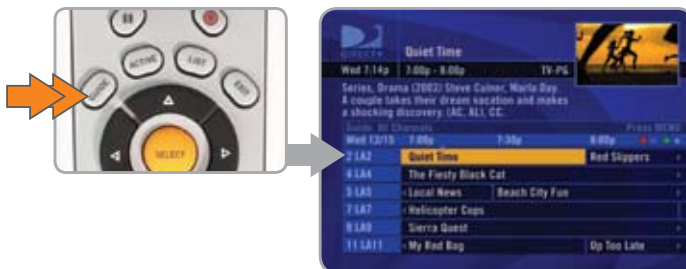 ACTIVE
LIST
GUIDE
EXIT
SELECT
DIRECTV
Quiet Time
Wed 7:14p 7:00p - 8:00p TV-PG
Series, Drama (2003) Steve Culner, Marla Day.
A couple takes their dream vacation and makes
a shocking discovery. (AC, AL), CC.
Guide: All Channels Press MENU
Wed 12/15 7:00p 7:30p 8:00p
2 LA2 Quiet Time Red Slippers
4 LA4 The Fiesty Black Cat
5 LA5 Local News Beach City Fun
7 LA7 Helicopter Cops
9 LA9 Sierra Quest
11 LA11 My Red Bag Op Too Late